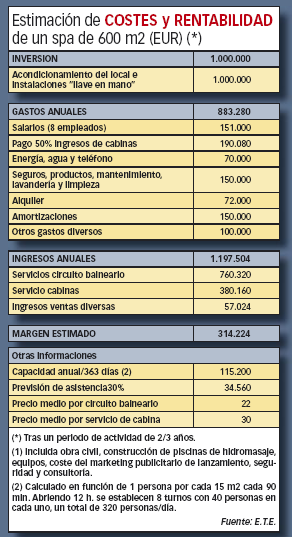 Estimación de COSTES y RENTABILIDAD
de un spa de 600 m2 (EUR) (*)
INVERSION 1.000.000
Acondicionamiento del local e
instalaciones "llave en mano" 1.000.000
GASTOS ANUALES 883.280
Salarios (8 empleados) 151.000
Pago 50% ingresos de cabinas 190.080
Energía, agua y teléfono 70.000
Seguros, productos, mantenimiento,
lavandería y limpieza 150.000
Alquiler 72.000
Amortizaciones 150.000
Otros gastos diversos 100.000
INGRESOS ANUALES 1.197.504
Servicios circuito balneario 760.320
Servicio cabinas 380.160
Ingresos ventas diversas 57.024
MARGEN ESTIMADO 314.224
Otras informaciones
Capacidad anual/363 días (2) 115.200
Previsión de asistencia30% 34.560
Precio medio por circuito balneario 22
Precio medio por servicio de cabina 30
(*) Tras un periodo de actividad de 2/3 años.
(1) Incluida obra civil, construcción de piscinas de hidromasaje,
equipos, coste del marketing publicitario de lanzamiento, segu-
ridad y consultoría.
(2) Calculado en función de 1 persona por cada 15 m2 cada 90
min. Abriendo 12 h. se establecen 8 turnos con 40 personas en
cada uno, un total de 320 personas/día.
Fuente: E.T.E.